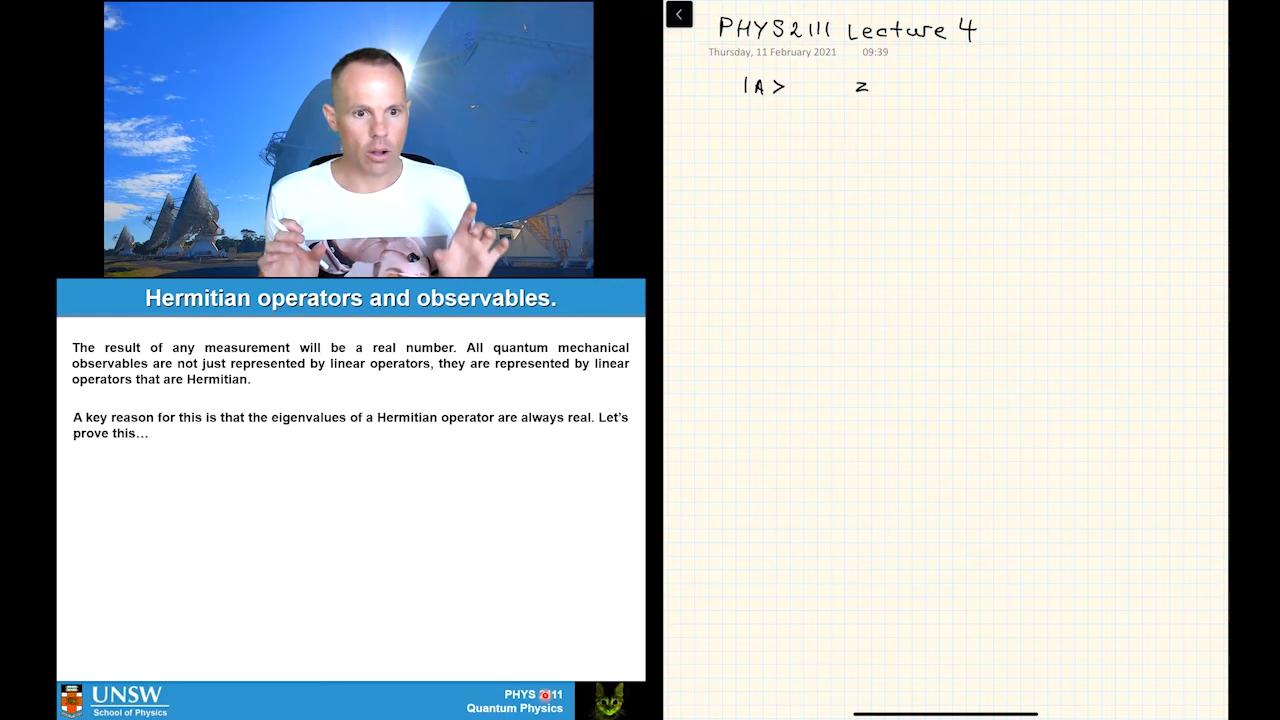 PHYS2111 Lecture 4
Thursday, 11 February 2021 09:39
|A> z
Hermitian operators and observables.
The result of any measurement will be a real number. All quantum mechanical
observables are not just represented by linear operators, they are represented by linear
operators that are Hermitian.
A key reason for this is that the eigenvalues of a Hermitian operator are always real. Let's
prove this…
UNSW
School of Physics
PHYS 2111
Quantum Physics